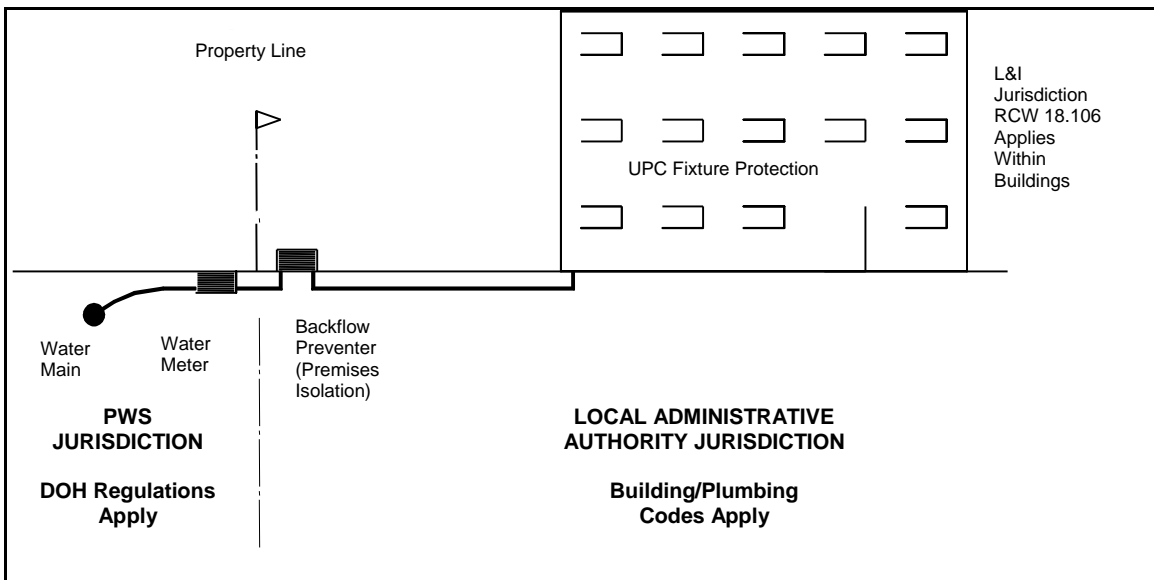 Property Line
L&I
Jurisdiction
RCW 18.106
Applies
Within
Buildings
UPC Fixture Protection
Water
Main
Water
Meter
Backflow
Preventer
(Premises
Isolation)
PWS
JURISDICTION
DOH Regulations
Apply
LOCAL ADMINISTRATIVE
AUTHORITY JURISDICTION
Building/Plumbing
Codes Apply